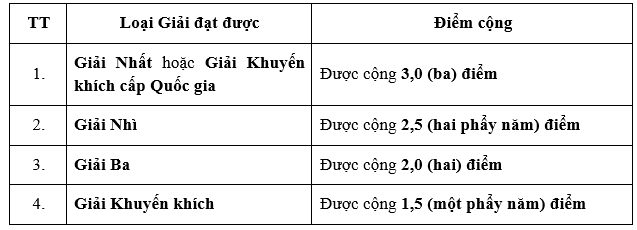 TT Loại Giải đạt được Điểm cộng
1. Giải Nhất hoặc Giải Khuyến
khích cấp Quốc gia
Được cộng 3,0 (ba) điểm
2. Giải Nhì Được cộng 2,5 (hai phẩy năm) điểm
3. Giải Ba Được cộng 2,0 (hai) điểm
4. Giải Khuyến khích Được cộng 1,5 (một phẩy năm) điểm